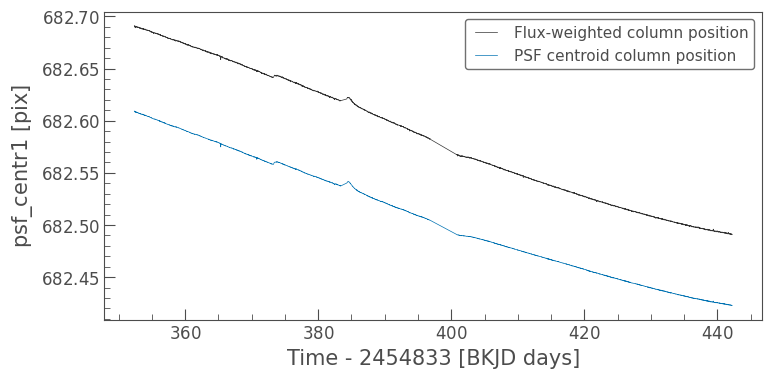 682.70
682.65
682.60
682.55
682.50
682.45
psf_centr1 [pix]
Flux-weighted column position
PSF centroid column position
360
380
400
420
440
Time - 2454833 [BKJD days]